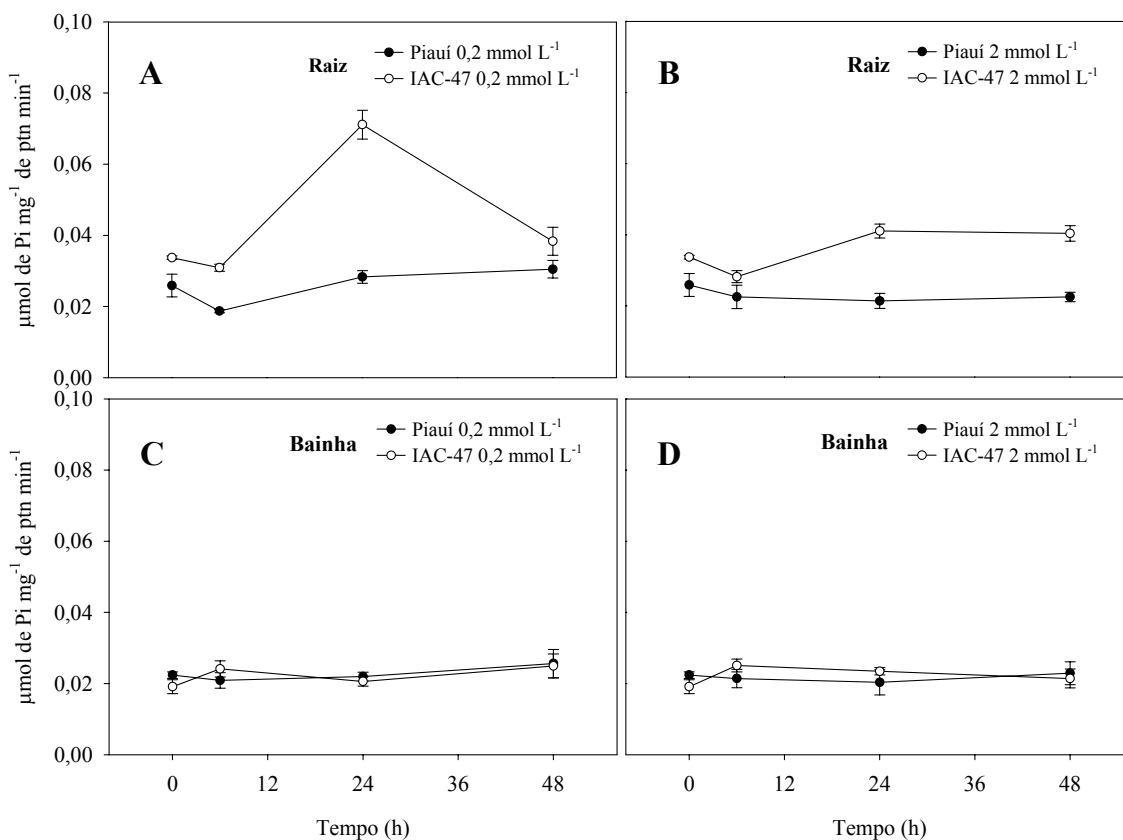 0,10
0,08
0,06
0,04
0,02
0,00
µmol de Pi mg⁻¹ de ptn min⁻¹
A
Raiz
Piauí 0,2 mmol L⁻¹
IAC-47 0,2 mmol L⁻¹
B
Raiz
Piauí 2 mmol L⁻¹
IAC-47 2 mmol L⁻¹
0,10
0,08
0,06
0,04
0,02
0,00
µmol de Pi mg⁻¹ de ptn min⁻¹
C
Bainha
Piauí 0,2 mmol L⁻¹
IAC-47 0,2 mmol L⁻¹
D
Bainha
Piauí 2 mmol L⁻¹
IAC-47 2 mmol L⁻¹
0 12 24 36 48
0 12 24 36 48
Tempo (h)
Tempo (h)